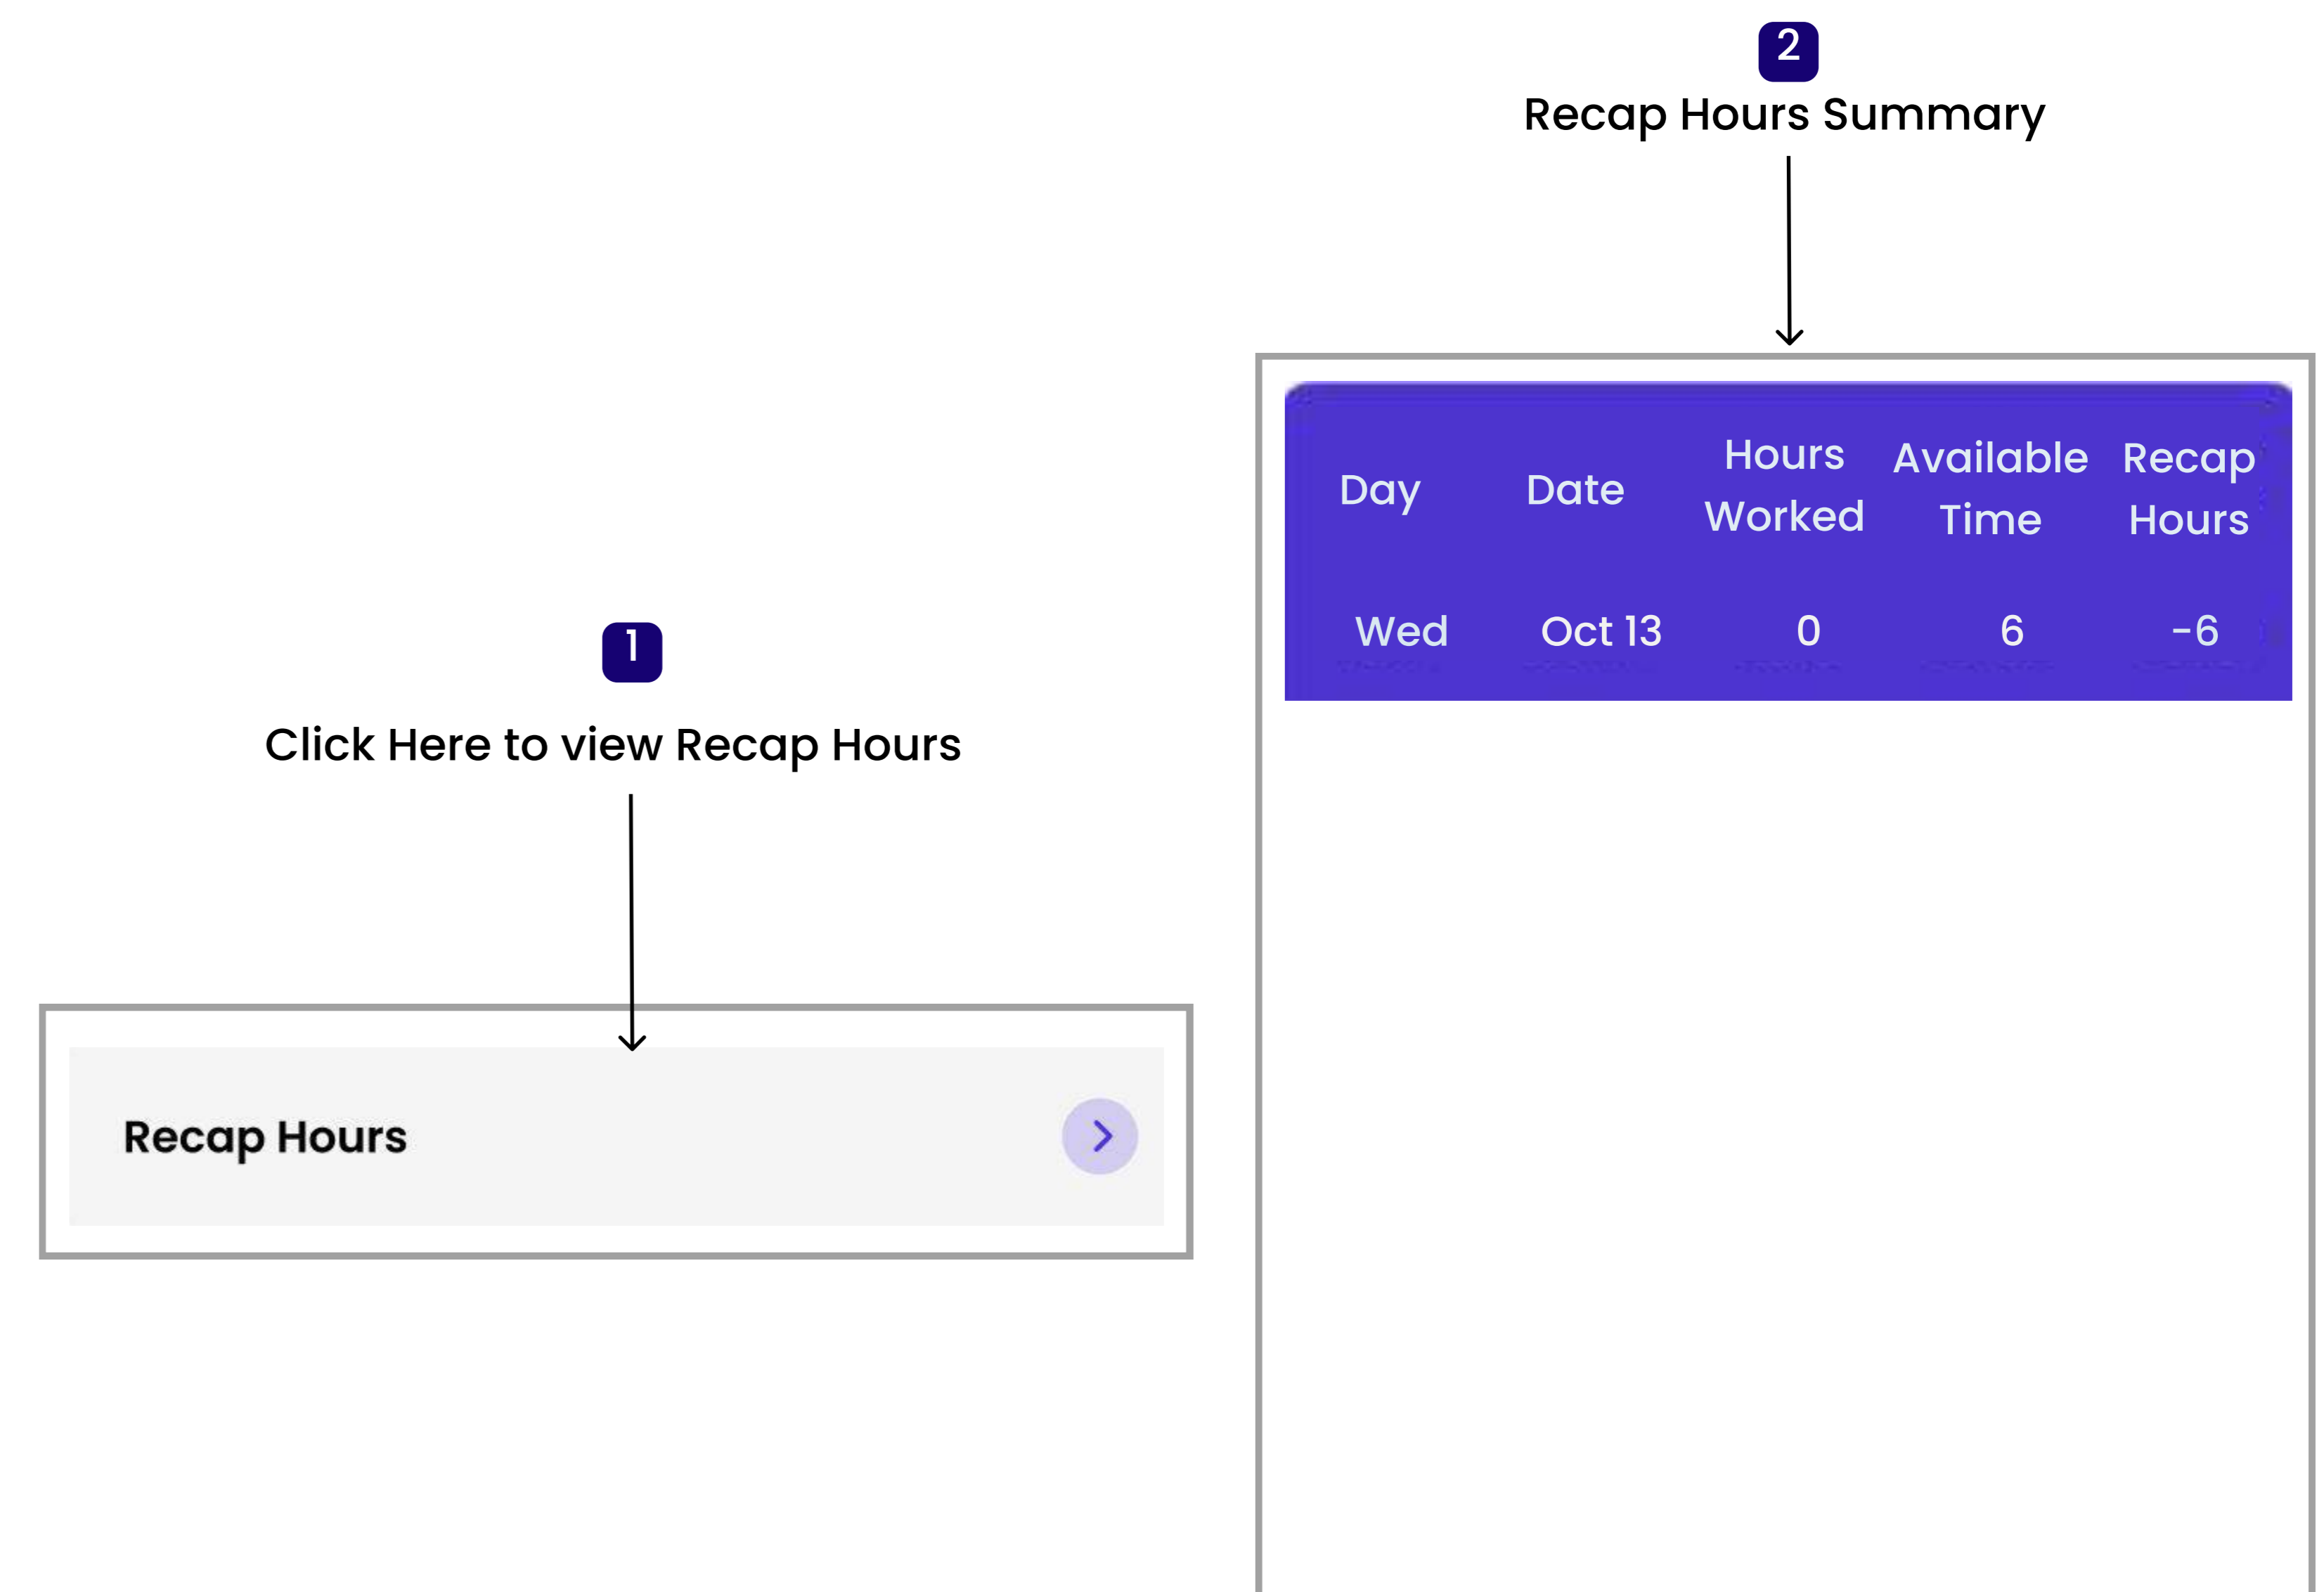 2
Recap Hours Summary
Day Date Hours Worked Available Time Recap Hours
Wed Oct 13 0 6 -6
1
Click Here to view Recap Hours
Recap Hours